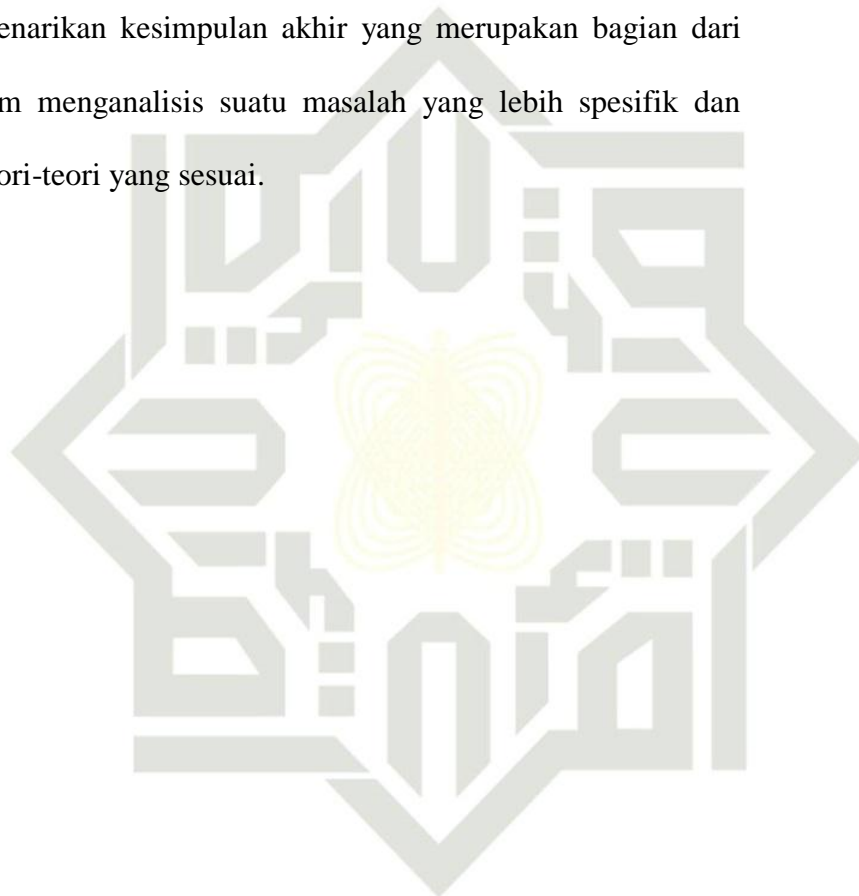 enarikan kesimpulan akhir yang merupakan bagian dari
m menganalisis suatu masalah yang lebih spesifik dan
ori-teori yang sesuai.